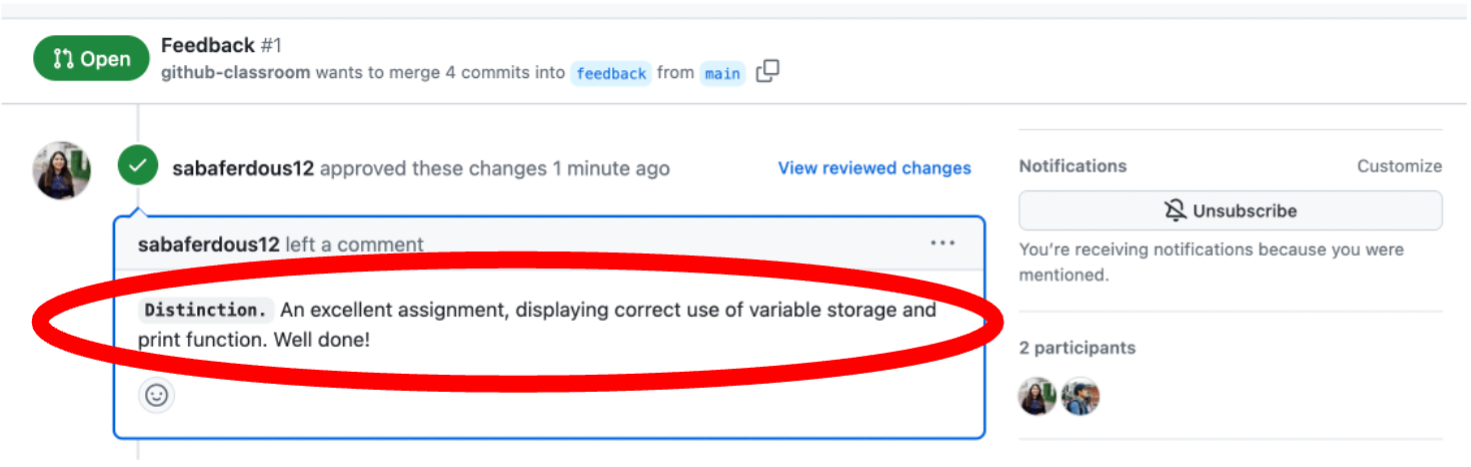 Open
Feedback #1
github-classroom wants to merge 4 commits into feedback from main
sabaferdous12 approved these changes 1 minute ago
View reviewed changes
sabaferdous12 left a comment
Distinction. An excellent assignment, displaying correct use of variable storage and
print function. Well done!
Notifications
Customize
Unsubscribe
You’re receiving notifications because you were
mentioned.
2 participants